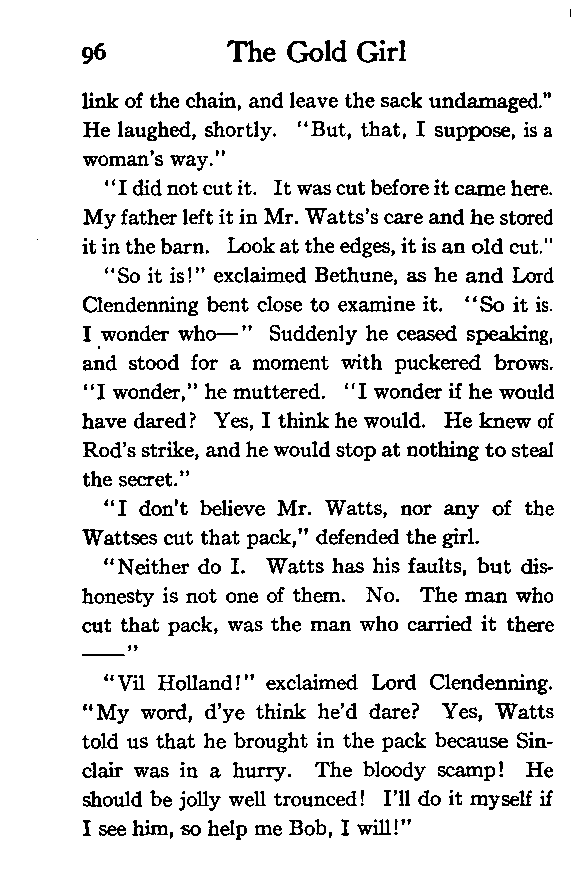 96 The Gold Girl
link of the chain, and leave the sack undamaged."
He laughed, shortly. "But, that, I suppose, is a
woman's way."
"I did not cut it. It was cut before it came here.
My father left it in Mr. Watts's care and he stored
it in the barn. Look at the edges, it is an old cut."
"So it is!" exclaimed Bethune, as he and Lord
Clendenning bent close to examine it. "So it is.
I wonder who—" Suddenly he ceased speaking,
and stood for a moment with puckered brows.
"I wonder," he muttered. "I wonder if he would
have dared? Yes, I think he would. He knew of
Rod's strike, and he would stop at nothing to steal
the secret."
"I don't believe Mr. Watts, nor any of the
Wattses cut that pack," defended the girl.
"Neither do I. Watts has his faults, but dis-
honesty is not one of them. No. The man who
cut that pack, was the man who carried it there
——"
"Vil Holland!" exclaimed Lord Clendenning.
"My word, d'ye think he'd dare? Yes, Watts
told us that he brought in the pack because Sin-
clair was in a hurry. The bloody scamp! He
should be jolly well trounced! I'll do it myself if
I see him, so help me Bob, I will!"